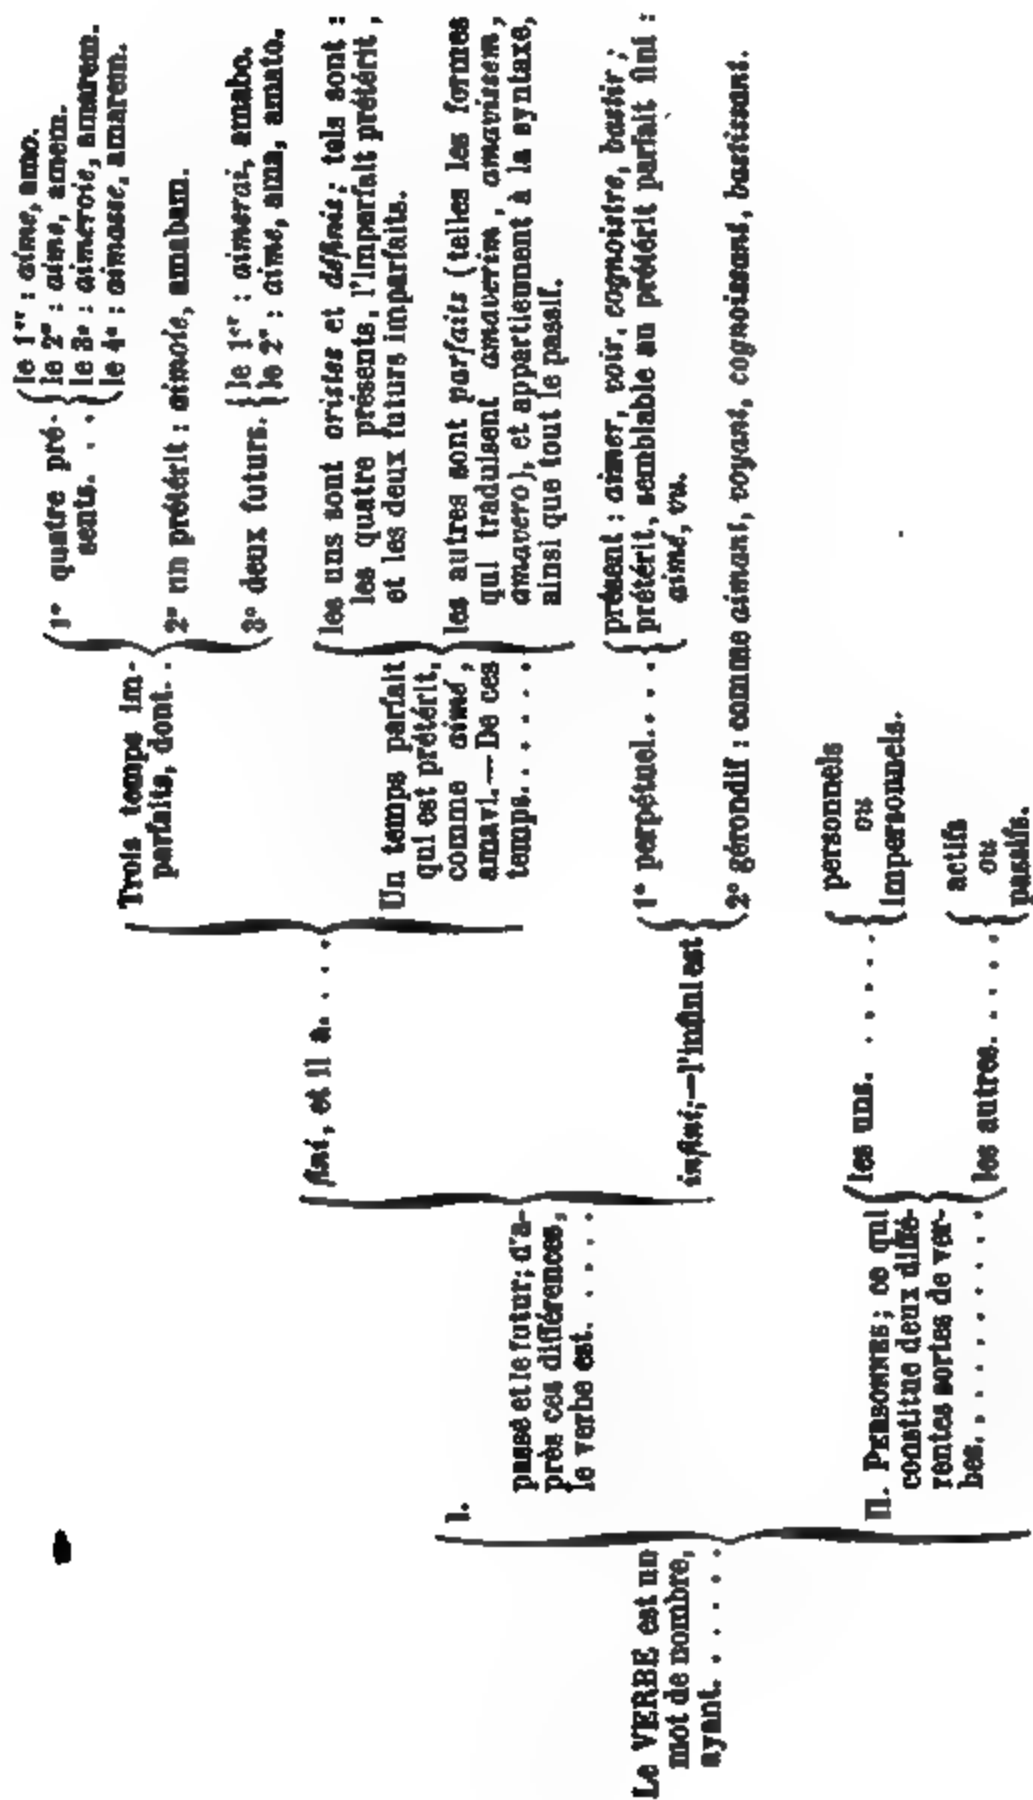 Le VERBE est un
mot de nombre,
ayant. . . . . .
I.
passé et le futur; d'a-
près ces différences,
le verbe est. . . . .
fini, et il a. . . . .
Trois temps im-
parfaits, dont. .
1° quatre pré-
sents. . .
le 1er : aime, amo.
le 2e : aime, amem.
le 3e : aimeroie, amarem.
le 4e : aimasse, amarem.
2° un prétérit : aimoie, amabam.
3° deux futurs.
le 1er : aimerai, amabo.
le 2e : aime, ama, amato.
Un temps parfait
qui est prétérit,
comme aimé,
amavi. — De ces
temps. . . . . .
les uns sont oristes et définis; tels sont :
les quatre présents, l'imparfait prétérit,
et les deux futurs imparfaits.
les autres sont parfaits (telles les formes
qui traduisent amaverim, amavissem,
amavero), et appartiennent à la syntaxe,
ainsi que tout le passif.
infini; — l'infini est
1° perpétuel. . . .
présent : aimer, voir, cognoistre, bastir;
prétérit, semblable au prétérit parfait fini :
aimé, vu.
2° gérondif : comme aimant, voyant, cognoissant, bastissant.
II. PERSONNES; ce qui
constitue deux diffé-
rentes sortes de ver-
bes. . . . . . . . .
les uns. . . . . . .
personnels
ou
impersonnels.
les autres. . . . .
actifs
ou
passifs.